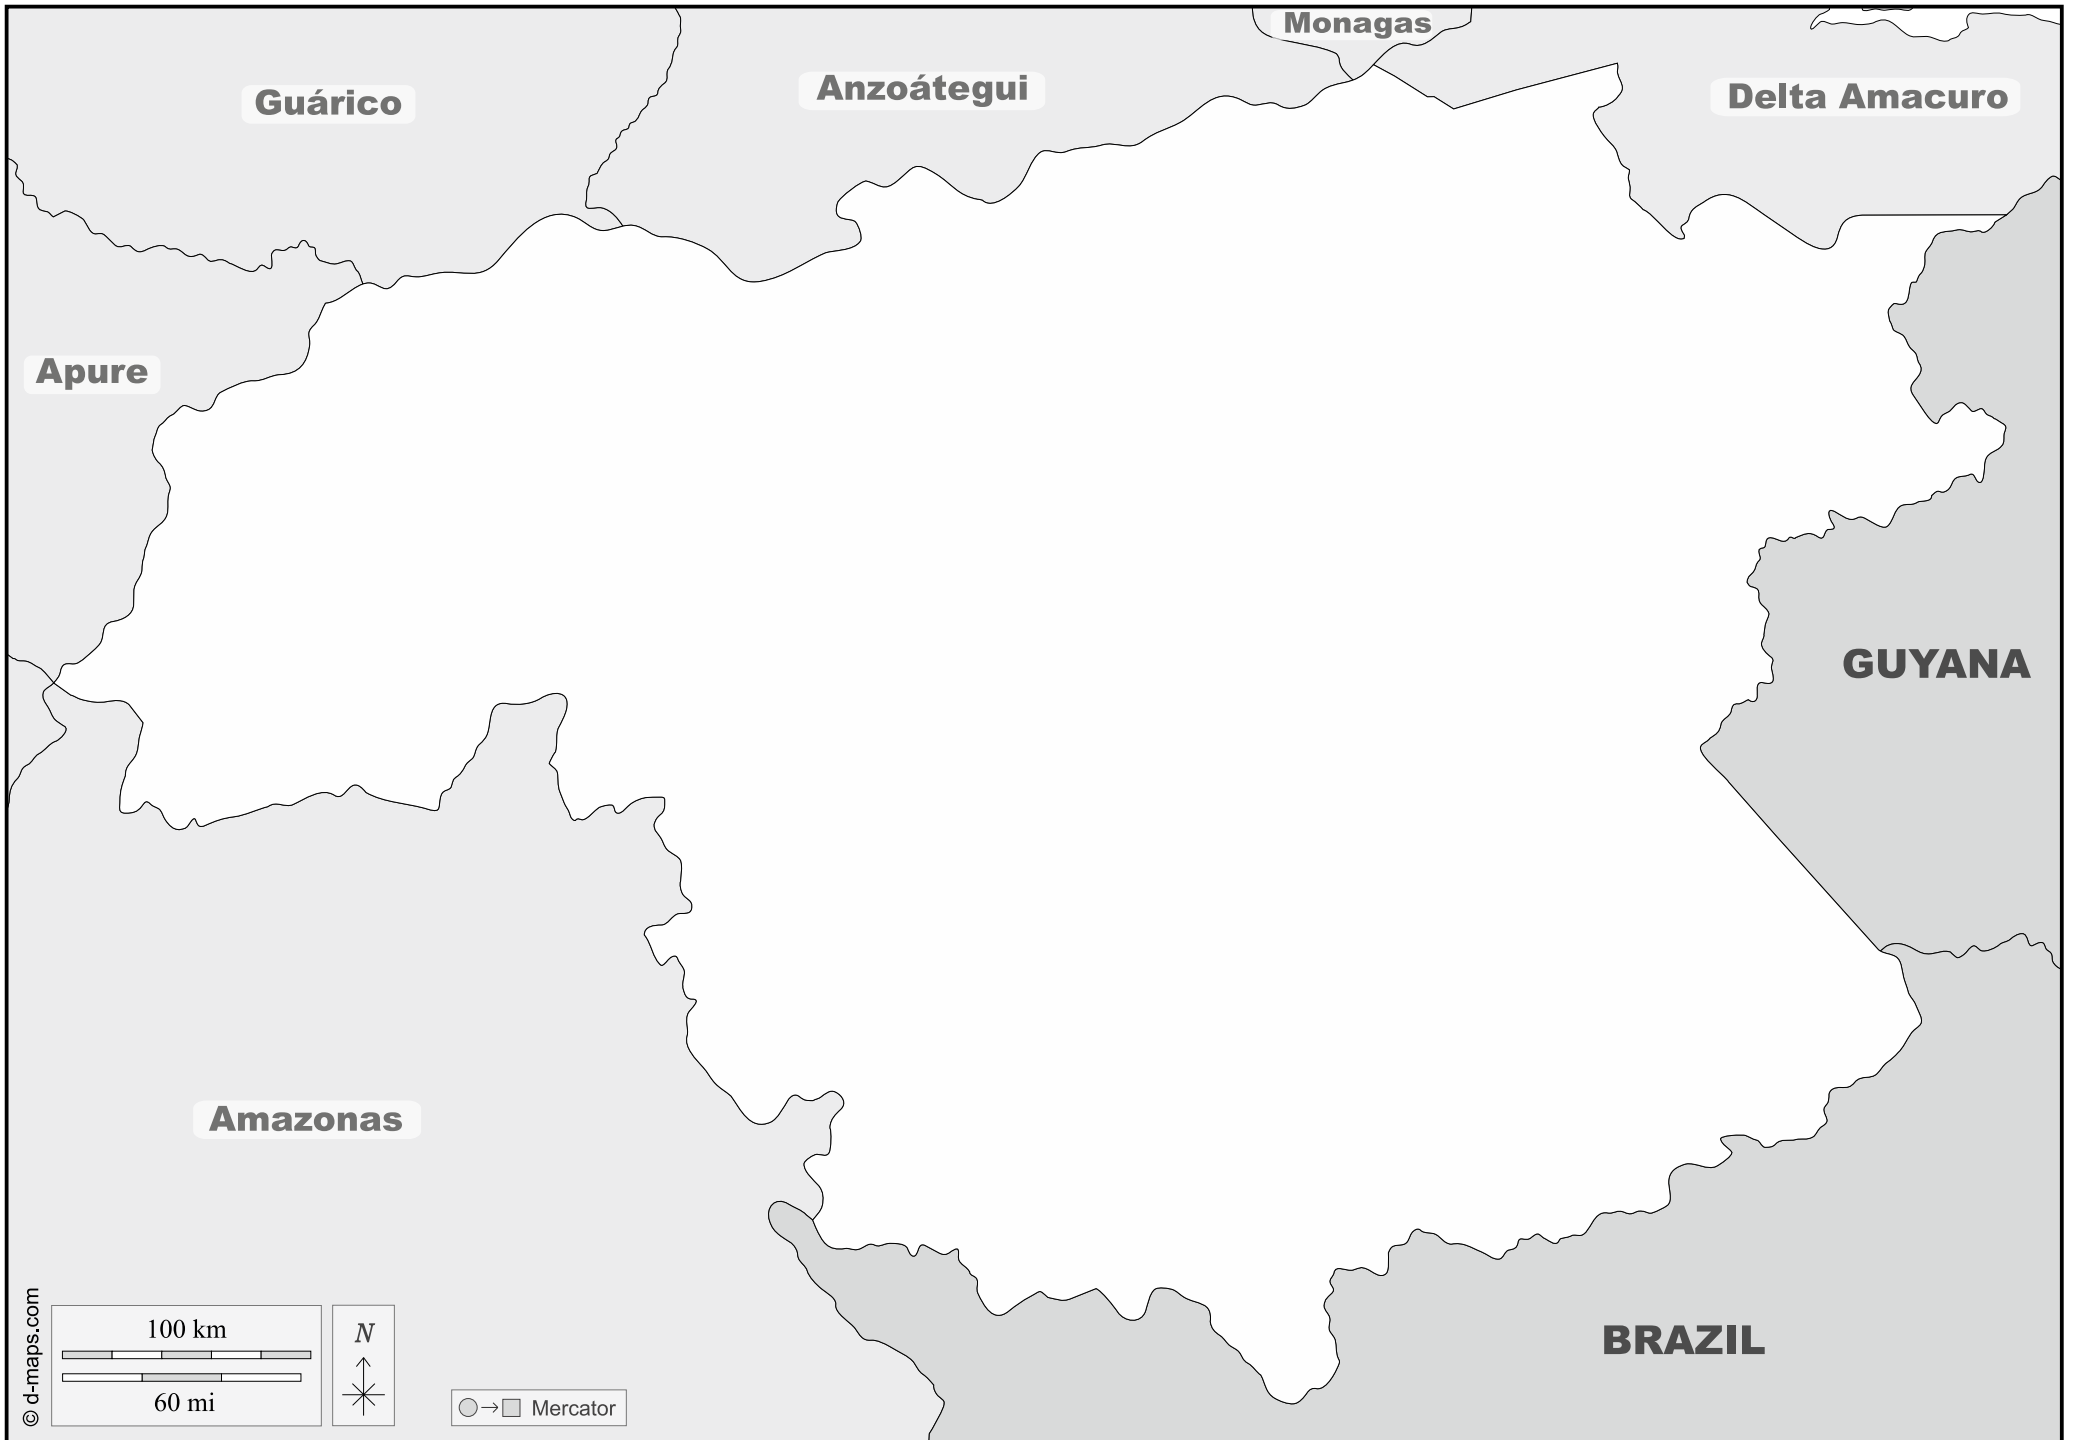 Monagas
Guárico
Anzoátegui
Delta Amacuro
Apure
GUYANA
Amazonas
BRAZIL
© d-maps.com
100 km
60 mi
N
Mercator